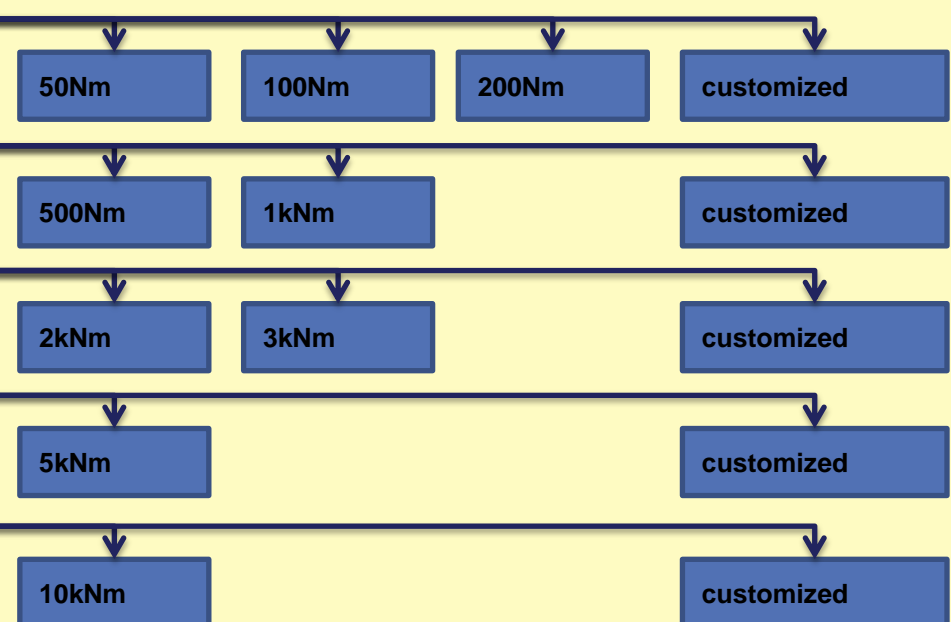 50Nm 100Nm 200Nm customized
500Nm 1kNm customized
2kNm 3kNm customized
5kNm customized
10kNm customized